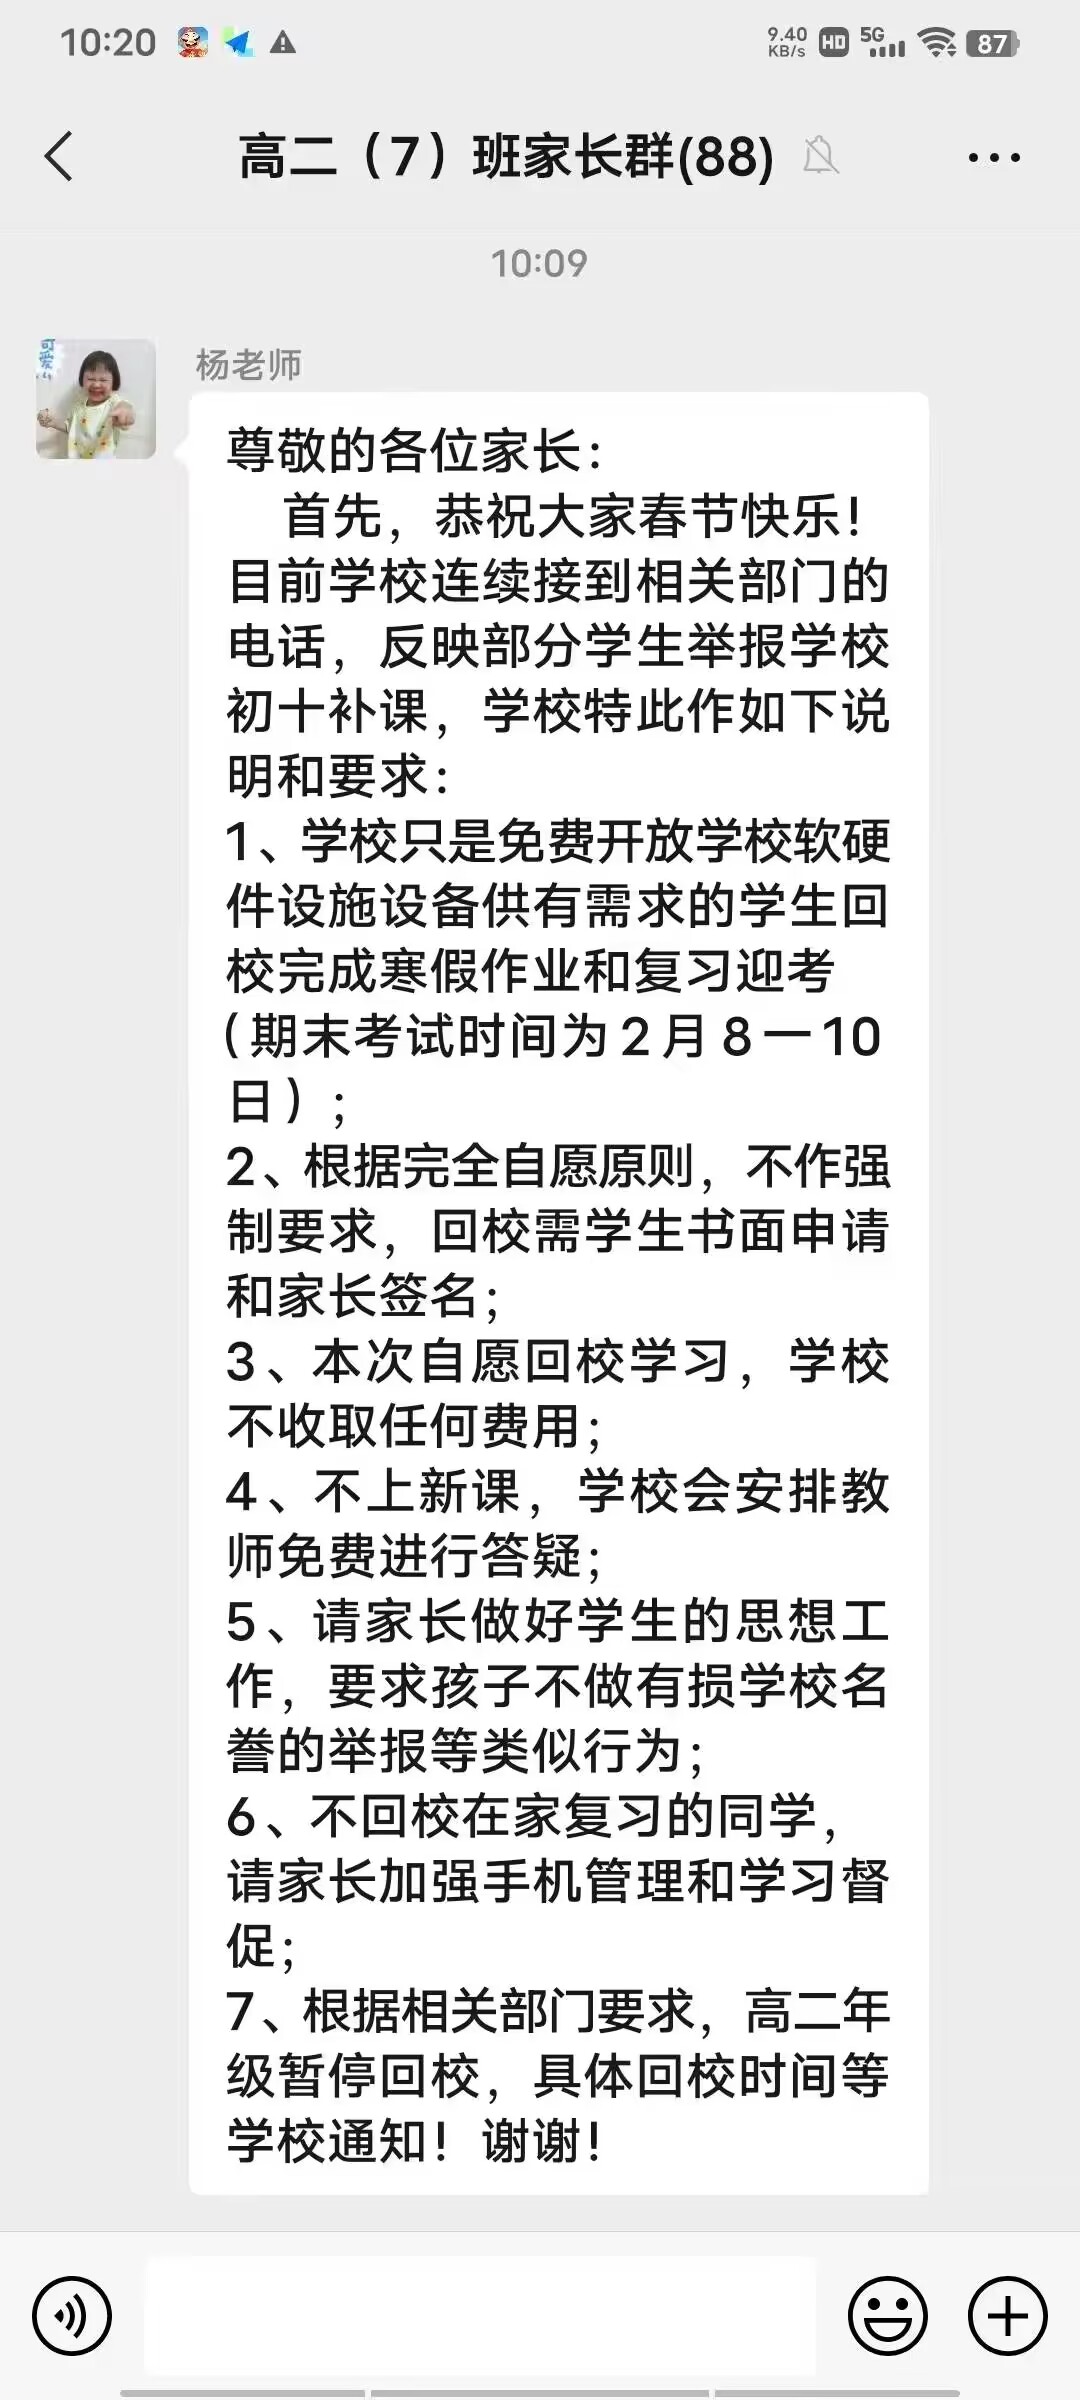 10:20
9.40
KB/s
HD
5G
87
高二（7）班家长群(88)
10:09
可爱
杨老师
尊敬的各位家长：
首先，恭祝大家春节快乐！
目前学校连续接到相关部门的
电话，反映部分学生举报学校
初十补课，学校特此作如下说
明和要求：
1、学校只是免费开放学校软硬
件设施设备供有需求的学生回
校完成寒假作业和复习迎考
（期末考试时间为2月8一10
日）；
2、根据完全自愿原则，不作强
制要求，回校需学生书面申请
和家长签名；
3、本次自愿回校学习，学校
不收取任何费用；
4、不上新课，学校会安排教
师免费进行答疑；
5、请家长做好学生的思想工
作，要求孩子不做有损学校名
誉的举报等类似行为；
6、不回校在家复习的同学，
请家长加强手机管理和学习督
促；
7、根据相关部门要求，高二年
级暂停回校，具体回校时间等
学校通知！谢谢！